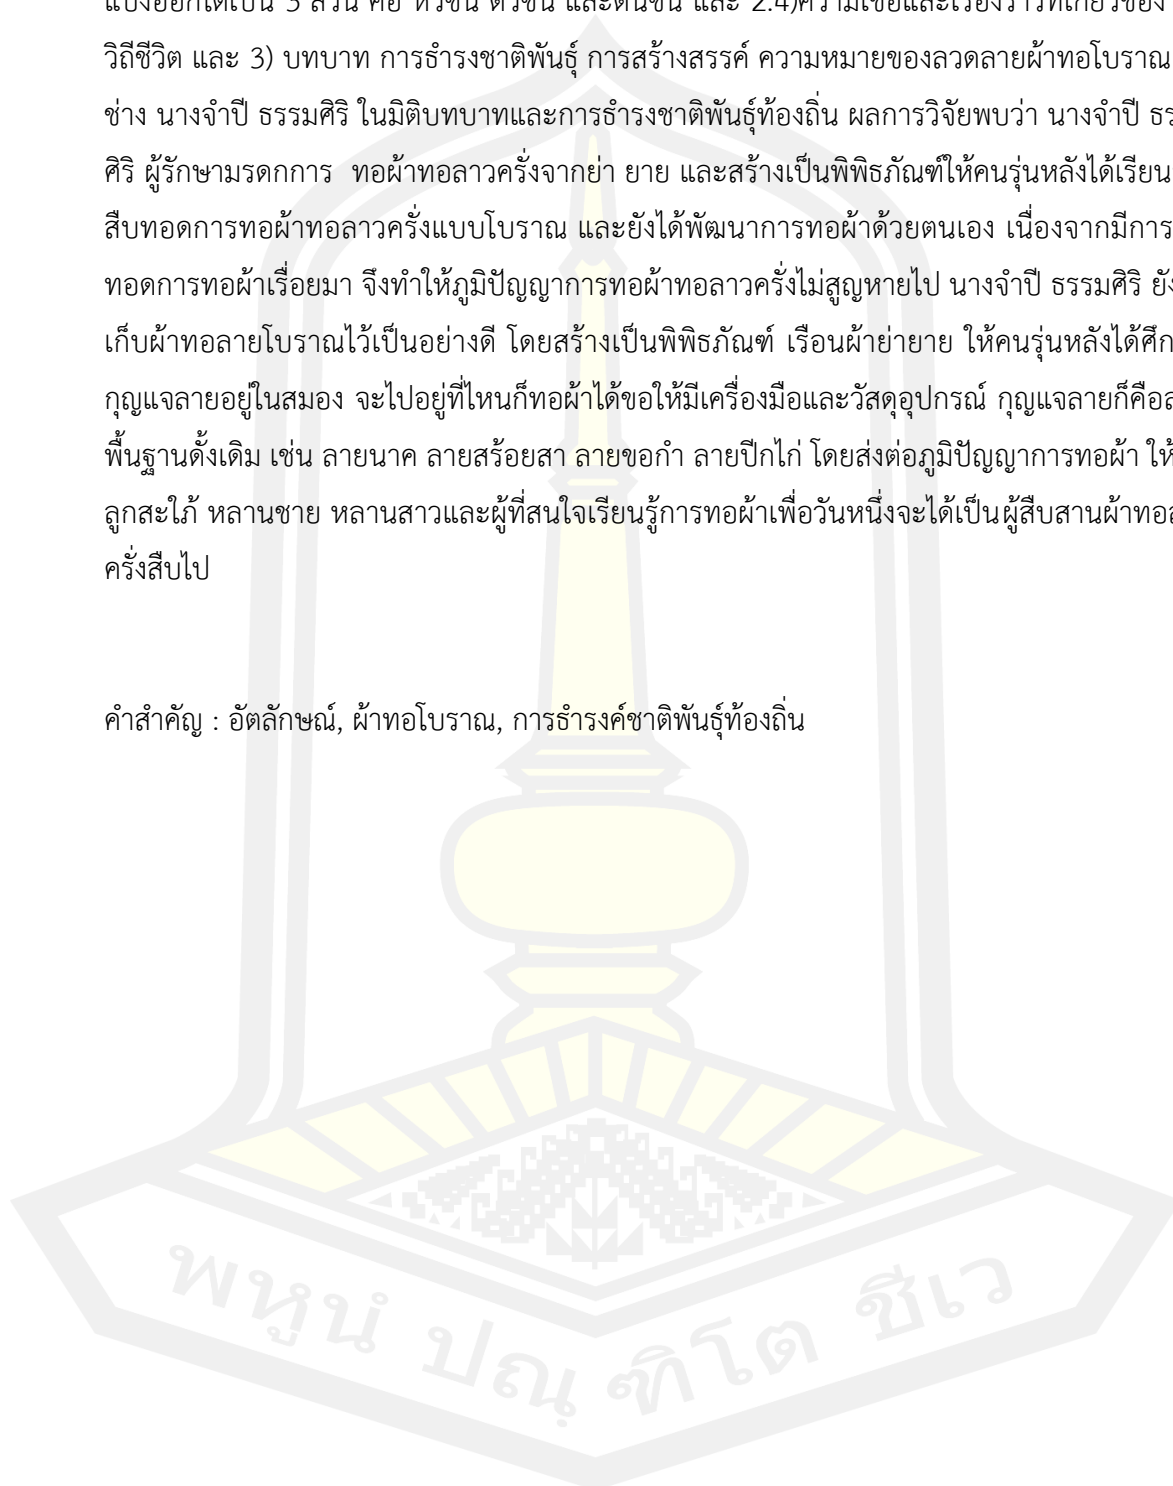 แบ่งออกได้เป็น 3 ส่วน คือ หัวซิ่น ตัวซิ่น และตีนซิ่น และ 2.4)ความเชื่อและเรื่องราวที่เกี่ยวข้อง
วิถีชีวิต และ 3) บทบาท การธำรงชาติพันธุ์ การสร้างสรรค์ ความหมายของลวดลายผ้าทอโบราณ
ช่าง นางจำปี ธรรมศิริ ในมิติบทบาทและการธำรงชาติพันธุ์ท้องถิ่น ผลการวิจัยพบว่า นางจำปี ธร
ศิริ ผู้รักษามรดกการ ทอผ้าทอลาวครั่งจากย่า ยาย และสร้างเป็นพิพิธภัณฑ์ให้คนรุ่นหลังได้เรียน
สืบทอดการทอผ้าทอลาวครั่งแบบโบราณ และยังได้พัฒนาการทอผ้าด้วยตนเอง เนื่องจากมีการ
ทอดการทอผ้าเรื่อยมา จึงทำให้ภูมิปัญญาการทอผ้าทอลาวครั่งไม่สูญหายไป นางจำปี ธรรมศิริ ยัง
เก็บผ้าทอลายโบราณไว้เป็นอย่างดี โดยสร้างเป็นพิพิธภัณฑ์ เรือนผ้าย่ายาย ให้คนรุ่นหลังได้ศึก
กุญแจลายอยู่ในสมอง จะไปอยู่ที่ไหนก็ทอผ้าได้ขอให้มีเครื่องมือและวัสดุอุปกรณ์ กุญแจลายก็คือล
พื้นฐานดั้งเดิม เช่น ลายนาค ลายสร้อยสา ลายขอกำ ลายปีกไก่ โดยส่งต่อภูมิปัญญาการทอผ้า ให้
ลูกสะใภ้ หลานชาย หลานสาวและผู้ที่สนใจเรียนรู้การทอผ้าเพื่อวันหนึ่งจะได้เป็นผู้สืบสานผ้าทอล
ครั่งสืบไป
คำสำคัญ : อัตลักษณ์, ผ้าทอโบราณ, การธำรงค์ชาติพันธุ์ท้องถิ่น
พหูนํ ปณฺฑิโต ชีเว